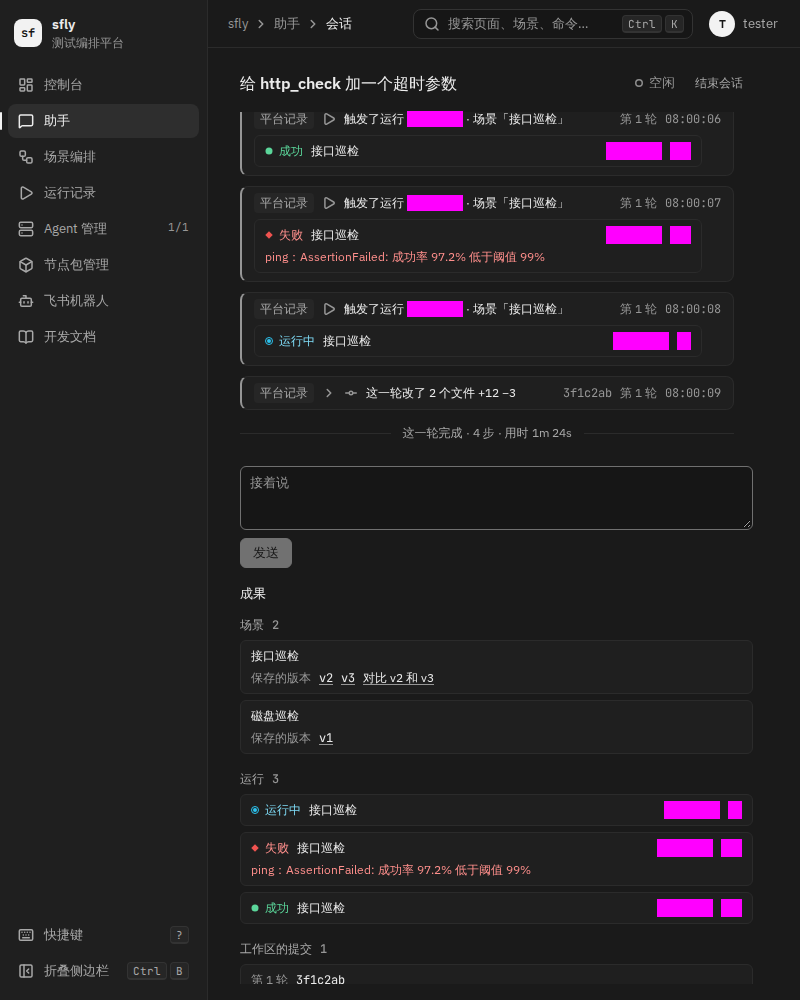 sf sfly
测试编排平台
控制台
助手
场景编排
运行记录
Agent 管理 1/1
节点包管理
飞书机器人
开发文档
快捷键 ?
折叠侧边栏 Ctrl B
sfly 助手 会话
搜索页面、场景、命令... Ctrl K
T tester
给 http_check 加一个超时参数 空闲 结束会话
平台记录 触发了运行 · 场景「接口巡检」 第 1 轮 08:00:06
成功 接口巡检
平台记录 触发了运行 · 场景「接口巡检」 第 1 轮 08:00:07
失败 接口巡检
ping : AssertionFailed: 成功率 97.2% 低于阈值 99%
平台记录 触发了运行 · 场景「接口巡检」 第 1 轮 08:00:08
运行中 接口巡检
平台记录 这一轮改了 2 个文件 +12 −3 3f1c2ab 第 1 轮 08:00:09
这一轮完成 · 4 步 · 用时 1m 24s
接着说
发送
成果
场景 2
接口巡检
保存的版本 v2 v3 对比 v2 和 v3
磁盘巡检
保存的版本 v1
运行 3
运行中 接口巡检
失败 接口巡检
ping : AssertionFailed: 成功率 97.2% 低于阈值 99%
成功 接口巡检
工作区的提交 1
第 1 轮 3f1c2ab